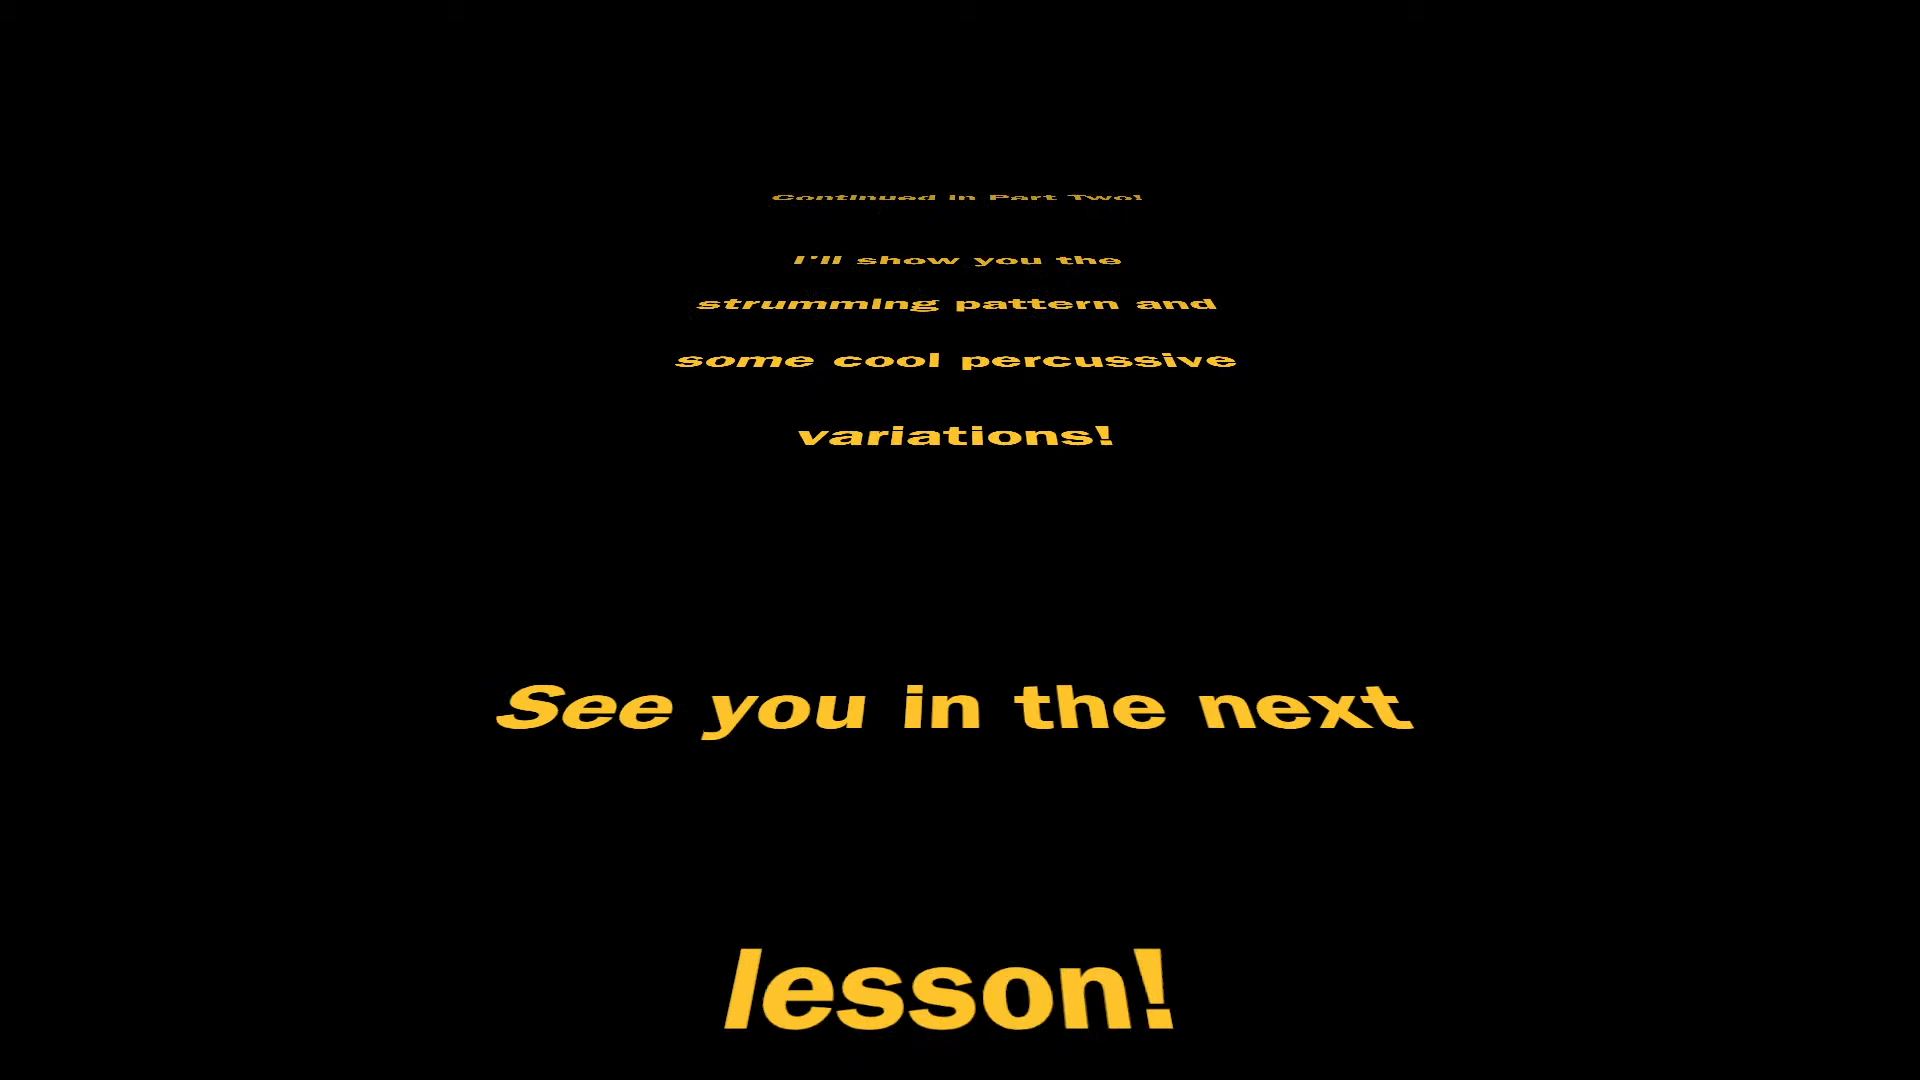 Continued in Part Two!
I'll show you the
strumming pattern and
some cool percussive
variations!
See you in the next
lesson!